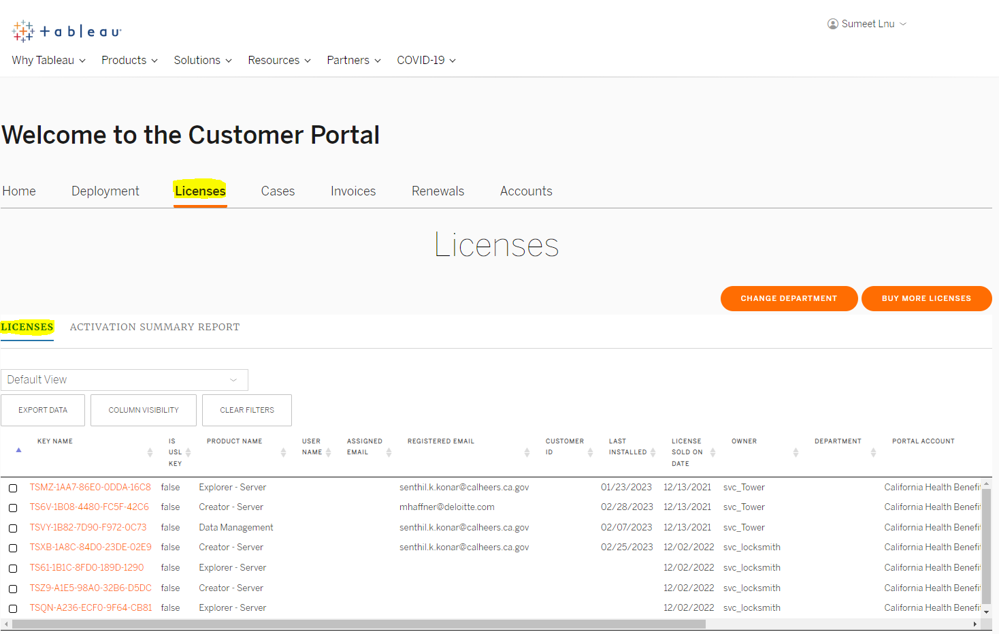 + a b l e a u
Sumeet Lnu
Why Tableau Products Solutions Resources Partners COVID-19
Welcome to the Customer Portal
Home Deployment Licenses Cases Invoices Renewals Accounts
Licenses
CHANGE DEPARTMENT BUY MORE LICENSES
LICENSES ACTIVATION SUMMARY REPORT
Default View
EXPORT DATA COLUMN VISIBILITY CLEAR FILTERS
KEY NAME IS USL KEY PRODUCT NAME USER NAME ASSIGNED EMAIL REGISTERED EMAIL CUSTOMER ID LAST INSTALLED LICENSE SOLD ON DATE OWNER DEPARTMENT PORTAL ACCOUNT
TSMZ-1AA7-86E0-0DDA-16C8 false Explorer - Server senthil.k.konar@calheers.ca.gov 01/23/2023 12/13/2021 svc_Tower California Health Benefi
TS6V-1B08-4480-FC5F-42C6 false Creator - Server mhaffner@deloitte.com 02/28/2023 12/13/2021 svc_Tower California Health Benefi
TSVY-1B82-7D90-F972-0C73 false Data Management senthil.k.konar@calheers.ca.gov 02/07/2023 12/13/2021 svc_Tower California Health Benefi
TSXB-1A8C-84D0-23DE-02E9 false Creator - Server senthil.k.konar@calheers.ca.gov 02/25/2023 12/02/2022 svc_locksmith California Health Benefi
TS61-1B1C-8FD0-189D-1290 false Explorer - Server 12/02/2022 svc_locksmith California Health Benefi
TSZ9-A1E5-98A0-32B6-D5DC false Creator - Server 12/02/2022 svc_locksmith California Health Benefi
TSQN-A236-ECF0-9F64-CB81 false Explorer - Server 12/02/2022 svc_locksmith California Health Benefi